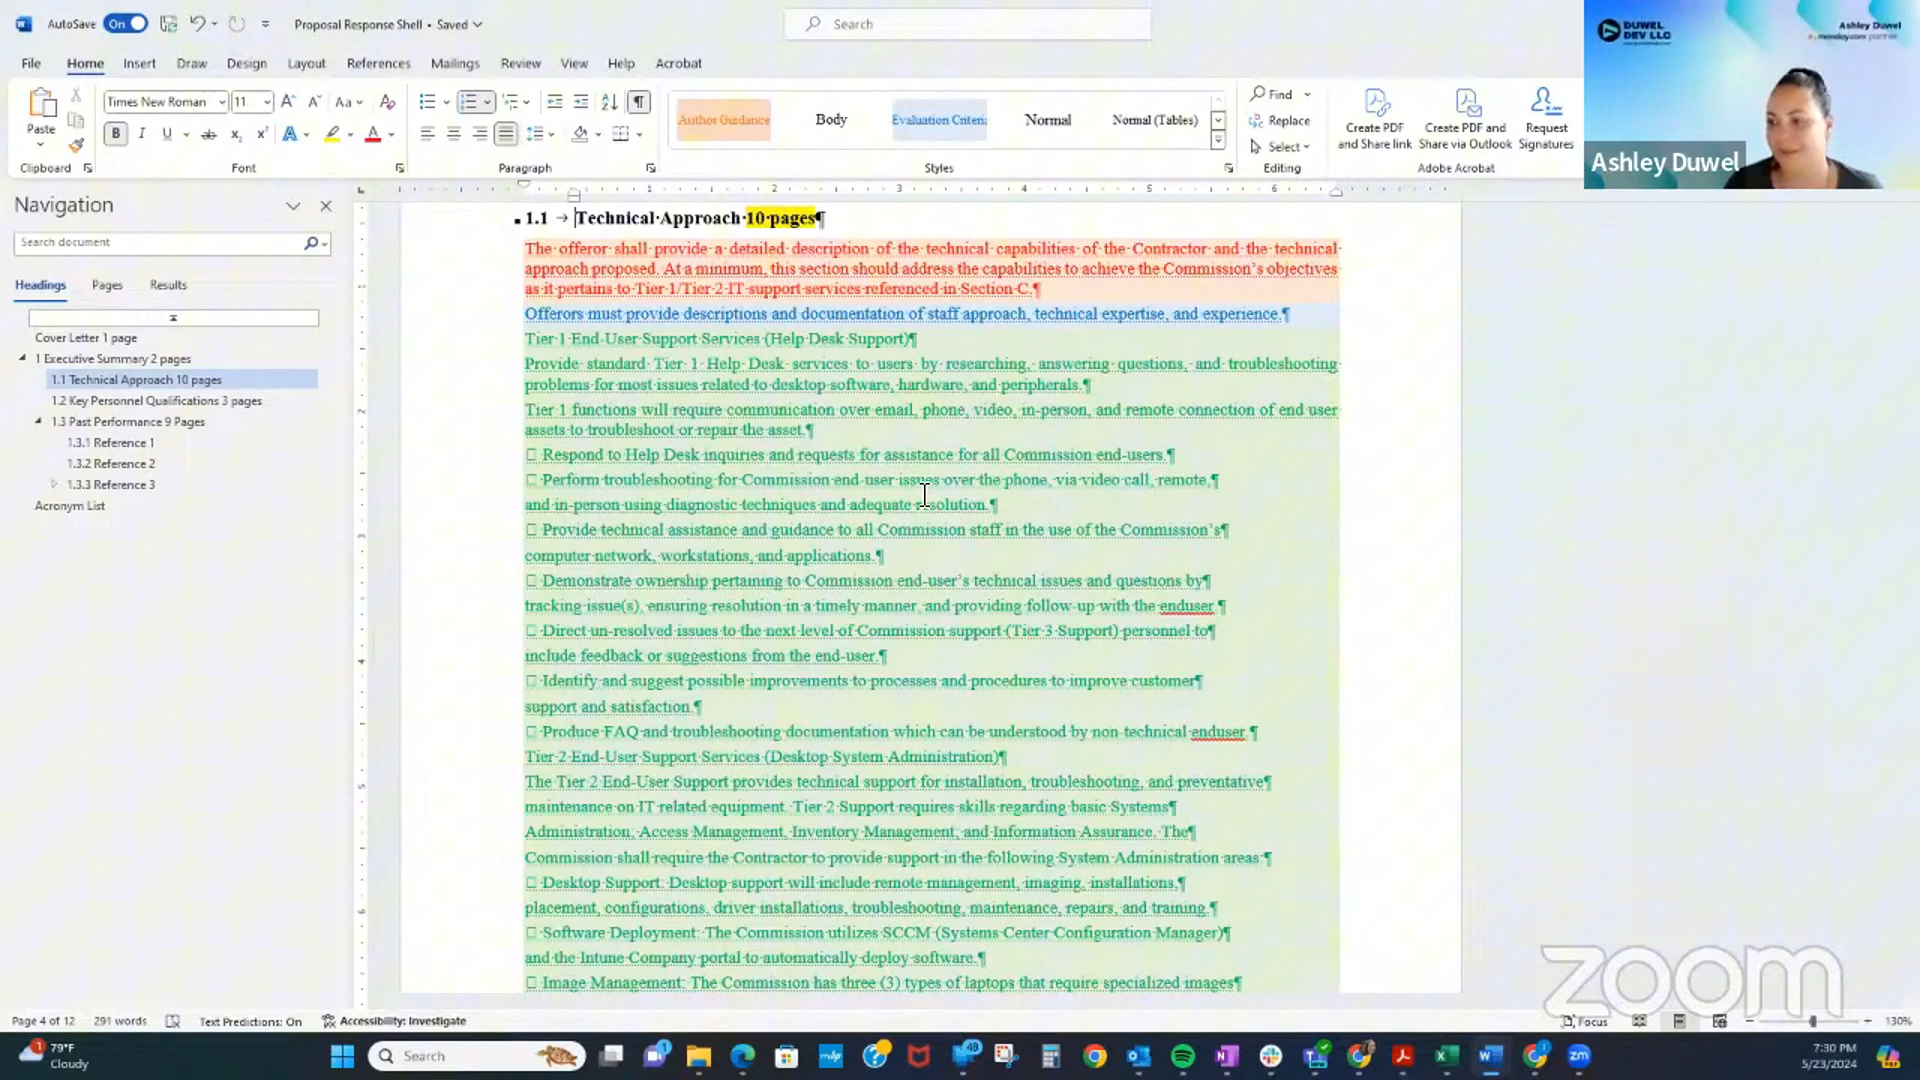 AutoSave On Proposal Response Shell • Saved Search
File Home Insert Draw Design Layout References Mailings Review View Help Acrobat
DUWEL DEV LLC
Ashley Duwel
monday.com partner
Ashley Duwel
Paste
Times New Roman 11
Clipboard Font Paragraph Styles Editing Adobe Acrobat
Author Guidance Body Evaluation Criteria Normal Normal (Tables)
Find
Replace
Select
Create PDF and Share link
Create PDF and Share via Outlook
Request Signatures
Navigation
Search document
Headings Pages Results
Cover Letter 1 page
1 Executive Summary 2 pages
1.1 Technical Approach 10 pages
1.2 Key Personnel Qualifications 3 pages
1.3 Past Performance 9 Pages
1.3.1 Reference 1
1.3.2 Reference 2
1.3.3 Reference 3
Acronym List
1.1 → Technical·Approach·10·pages¶
The offeror shall provide a detailed description of the technical capabilities of the Contractor and the technical
approach proposed. At a minimum, this section should address the capabilities to achieve the Commission's objectives
as it pertains to Tier 1/Tier 2 IT support services referenced in Section C.¶
Offerors must provide descriptions and documentation of staff approach, technical expertise, and experience.¶
Tier 1 End-User Support Services (Help Desk Support)¶
Provide standard Tier 1 Help Desk services to users by researching, answering questions, and troubleshooting
problems for most issues related to desktop software, hardware, and peripherals.¶
Tier 1 functions will require communication over email, phone, video, in-person, and remote connection of end user
assets to troubleshoot or repair the asset.¶
□ Respond to Help Desk inquiries and requests for assistance for all Commission end-users.¶
□ Perform troubleshooting for Commission end-user issues over the phone, via video call, remote,¶
and in-person using diagnostic techniques and adequate resolution.¶
□ Provide technical assistance and guidance to all Commission staff in the use of the Commission's¶
computer network, workstations, and applications.¶
□ Demonstrate ownership pertaining to Commission end-user's technical issues and questions by¶
tracking issue(s), ensuring resolution in a timely manner, and providing follow-up with the enduser.¶
□ Direct un-resolved issues to the next level of Commission support (Tier 3 Support) personnel to¶
include feedback or suggestions from the end-user.¶
□ Identify and suggest possible improvements to processes and procedures to improve customer¶
support and satisfaction.¶
□ Produce FAQ and troubleshooting documentation which can be understood by non-technical enduser.¶
Tier 2 End-User Support Services (Desktop System Administration)¶
The Tier 2 End-User Support provides technical support for installation, troubleshooting, and preventative¶
maintenance on IT related equipment. Tier 2 Support requires skills regarding basic Systems¶
Administration, Access Management, Inventory Management, and Information Assurance. The¶
Commission shall require the Contractor to provide support in the following System Administration areas:¶
□ Desktop Support: Desktop support will include remote management, imaging, installations,¶
placement, configurations, driver installations, troubleshooting, maintenance, repairs, and training.¶
□ Software Deployment: The Commission utilizes SCCM (Systems Center Configuration Manager)¶
and the Intune Company portal to automatically deploy software.¶
□ Image Management: The Commission has three (3) types of laptops that require specialized images¶
zoom
Page 4 of 12 291 words Text Predictions: On Accessibility: Investigate Focus 130%
79°F
Cloudy
Search
7:30 PM
5/23/2024